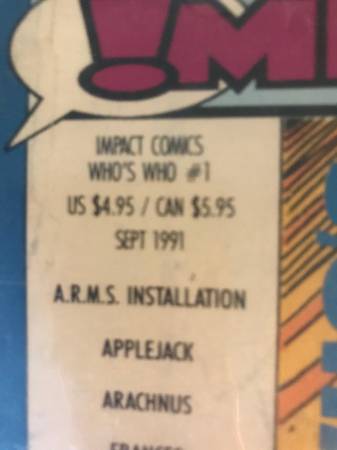 !M
IMPACT COMICS
WHO'S WHO #1
US $4.95 / CAN $5.95
SEPT 1991
A.R.M.S. INSTALLATION
APPLEJACK
ARACHNUS